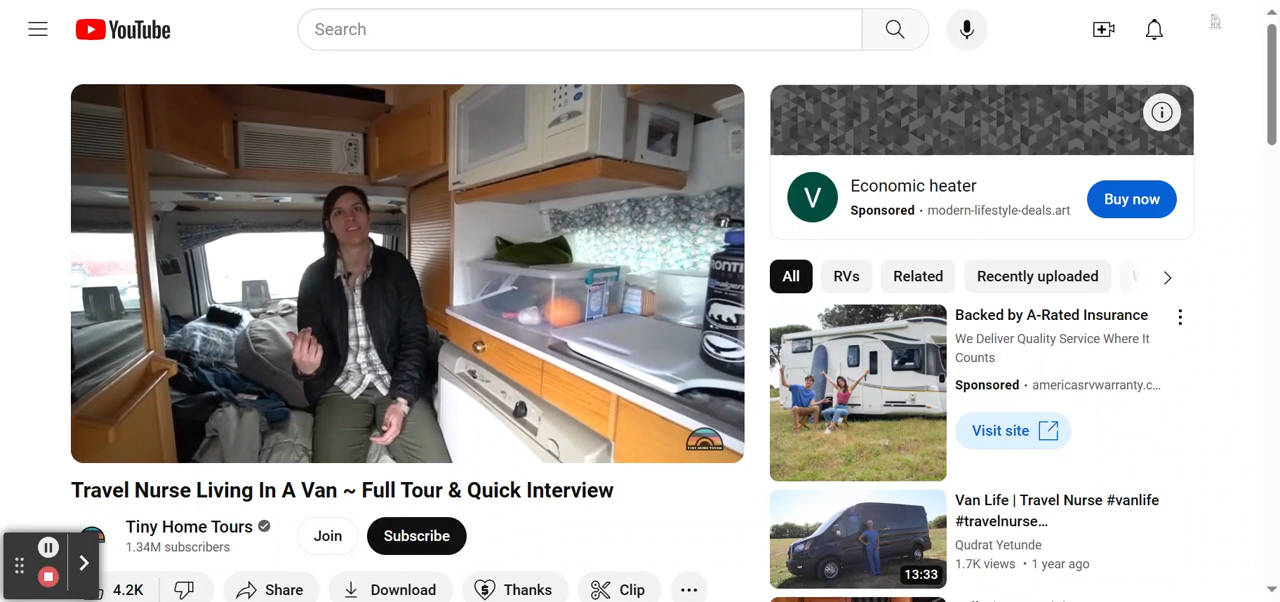 YouTube
Search
TINY HOME TOURS
Travel Nurse Living In A Van ~ Full Tour & Quick Interview
Tiny Home Tours
1.34M subscribers
Join
Subscribe
4.2K
Share
Download
Thanks
Clip
V
Economic heater
Sponsored · modern-lifestyle-deals.art
Buy now
All
RVs
Related
Recently uploaded
Backed by A-Rated Insurance
We Deliver Quality Service Where It
Counts
Sponsored · americasrvwarranty.c...
Visit site
13:33
Van Life | Travel Nurse #vanlife
#travelnurse...
Qudrat Yetunde
1.7K views · 1 year ago